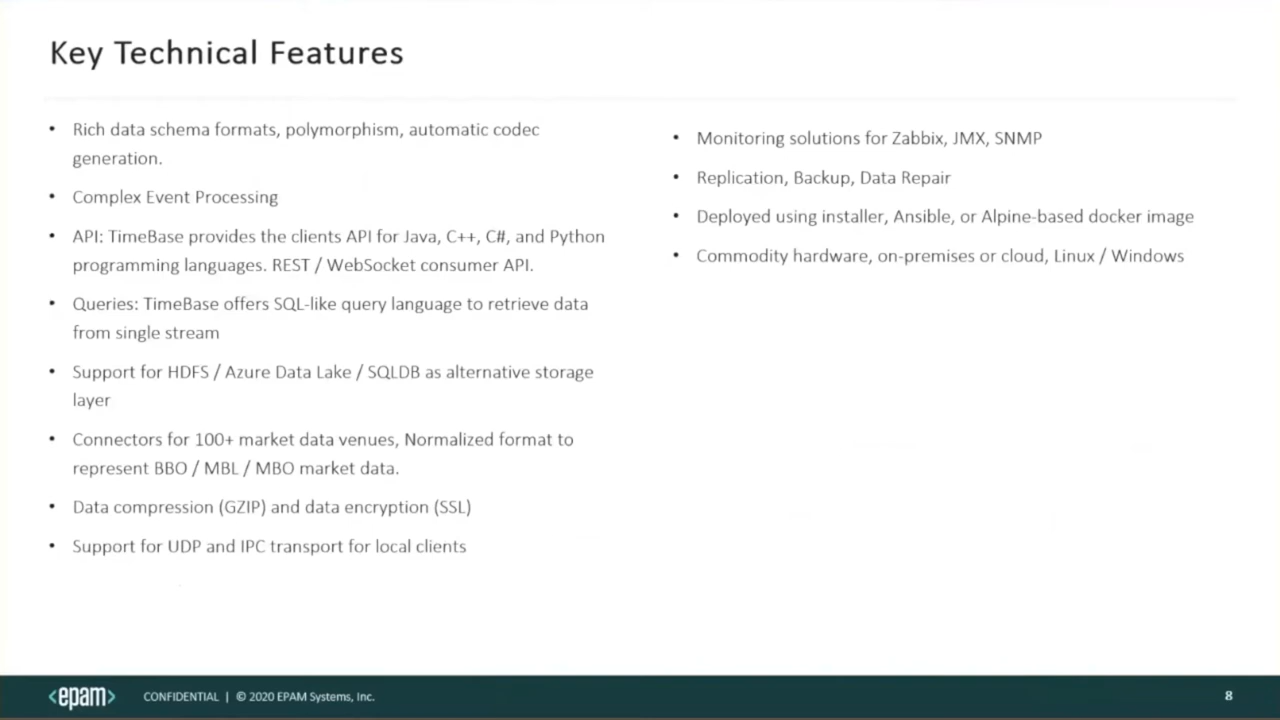 Key Technical Features
• Rich data schema formats, polymorphism, automatic codec
generation.
• Complex Event Processing
• API: TimeBase provides the clients API for Java, C++, C#, and Python
programming languages. REST / WebSocket consumer API.
• Queries: TimeBase offers SQL-like query language to retrieve data
from single stream
• Support for HDFS / Azure Data Lake / SQLDB as alternative storage
layer
• Connectors for 100+ market data venues, Normalized format to
represent BBO / MBL / MBO market data.
• Data compression (GZIP) and data encryption (SSL)
• Support for UDP and IPC transport for local clients
• Monitoring solutions for Zabbix, JMX, SNMP
• Replication, Backup, Data Repair
• Deployed using installer, Ansible, or Alpine-based docker image
• Commodity hardware, on-premises or cloud, Linux / Windows
<epam> CONFIDENTIAL | © 2020 EPAM Systems, Inc. 8